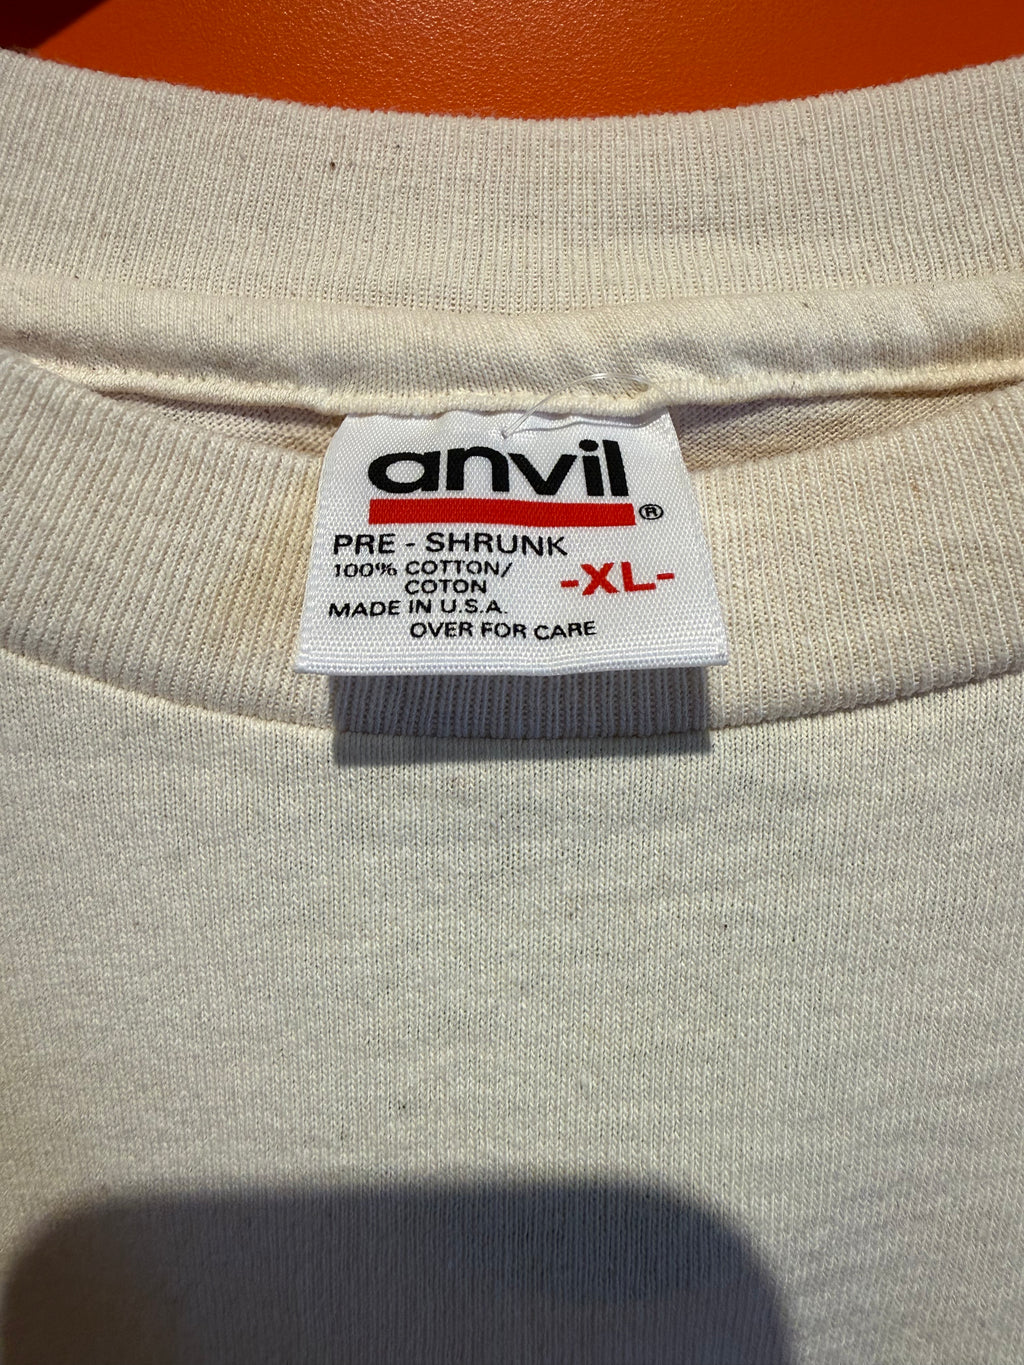 anvil
®
PRE - SHRUNK
100% COTTON/
COTON
-XL-
MADE IN U.S.A.
OVER FOR CARE